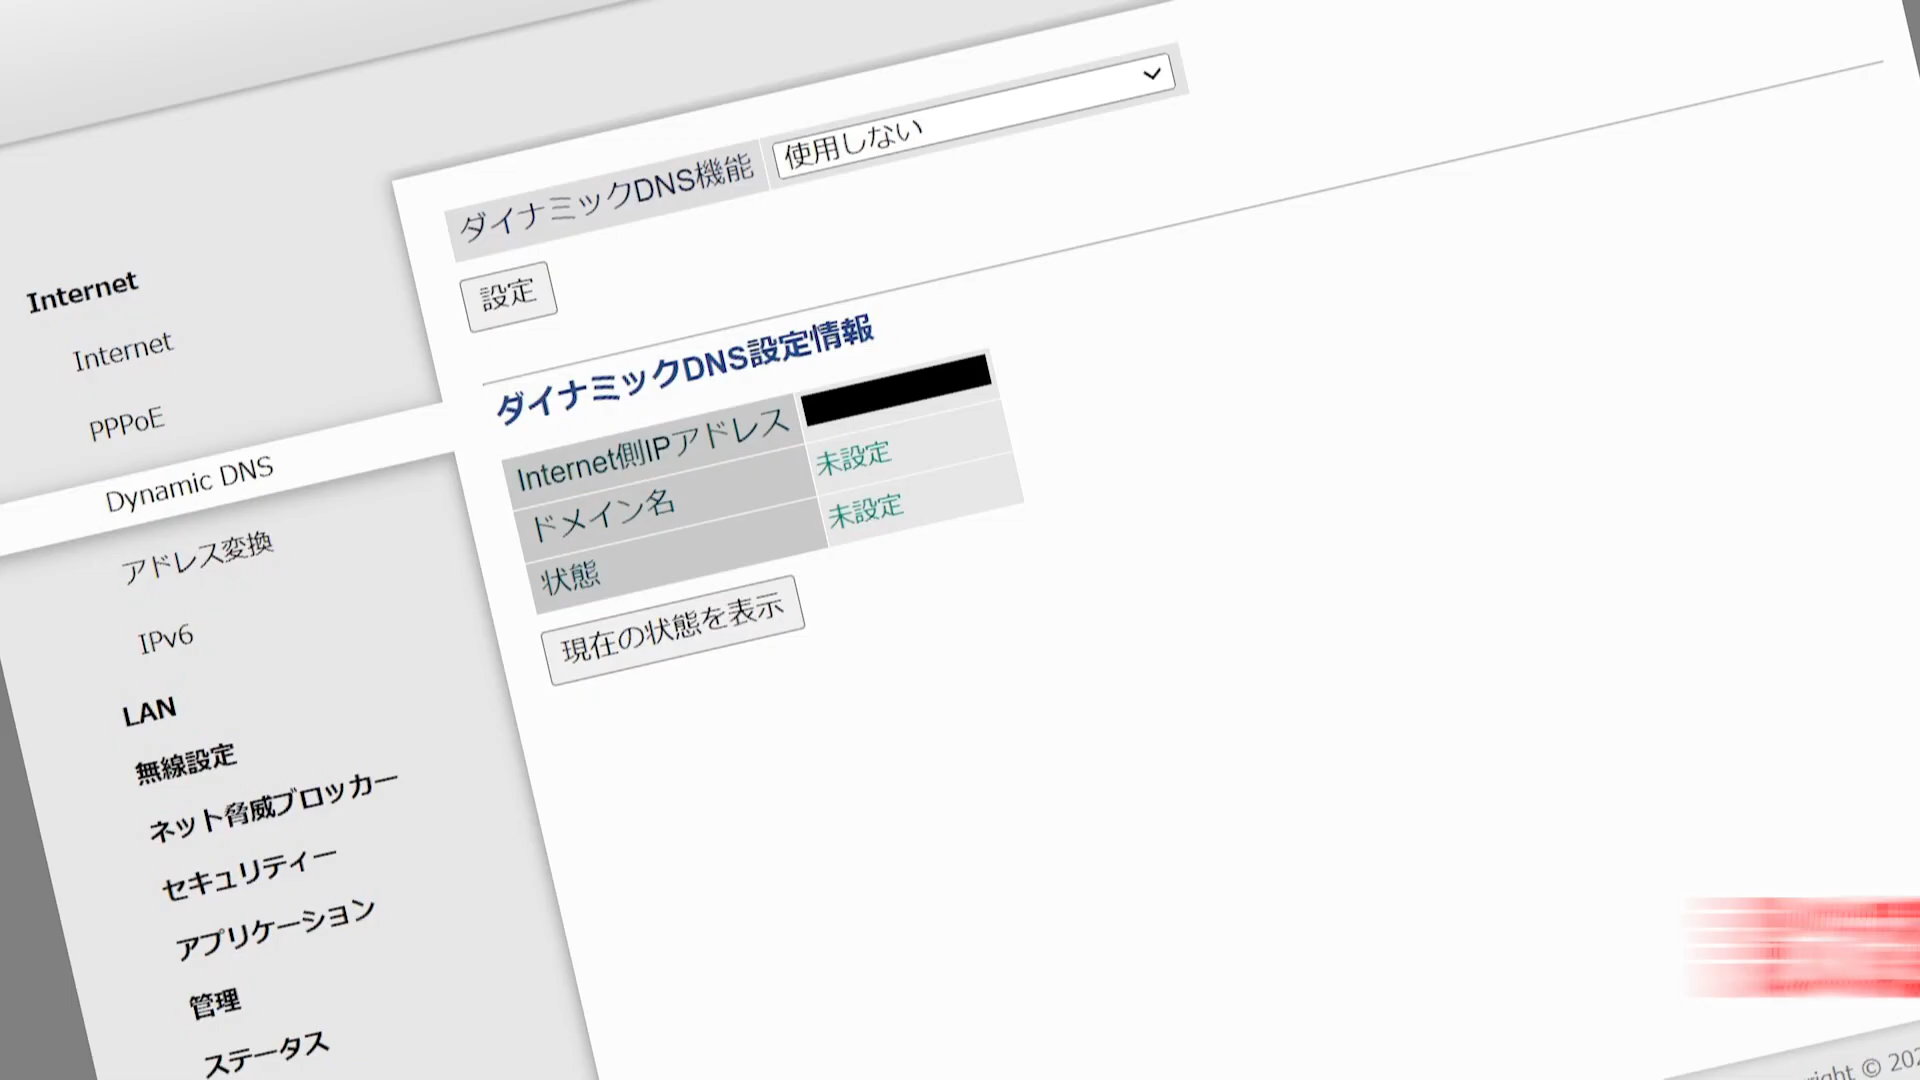 Internet
Internet
PPPoE
Dynamic DNS
アドレス変換
IPv6
LAN
無線設定
ネット脅威ブロッカー
セキュリティー
アプリケーション
管理
ステータス
ダイナミックDNS機能 使用しない
設定
ダイナミックDNS設定情報
Internet側IPアドレス
ドメイン名 未設定
状態 未設定
現在の状態を表示
©